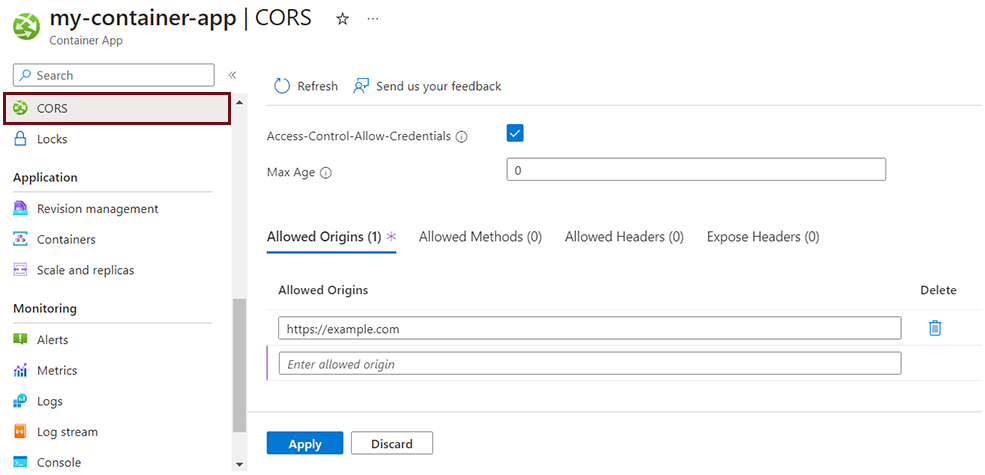 my-container-app | CORS
...
Container App
Search
«
CORS
Locks
Application
Revision management
Containers
Scale and replicas
Monitoring
Alerts
Metrics
Logs
Log stream
Console
Refresh
Send us your feedback
Access-Control-Allow-Credentials
Max Age
0
Allowed Origins (1) *
Allowed Methods (0)
Allowed Headers (0)
Expose Headers (0)
Allowed Origins
Delete
https://example.com
Enter allowed origin
Apply
Discard